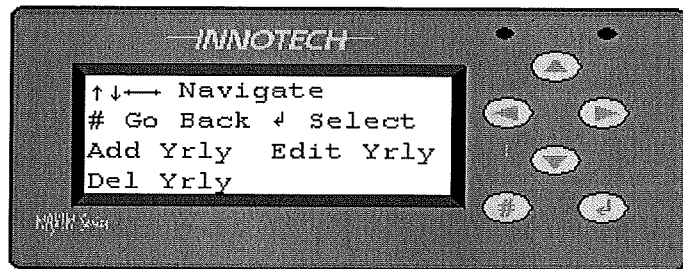 INNOTECH
↑↓←→ Navigate
# Go Back ↲ Select
Add Yrly Edit Yrly
Del Yrly
#
↲